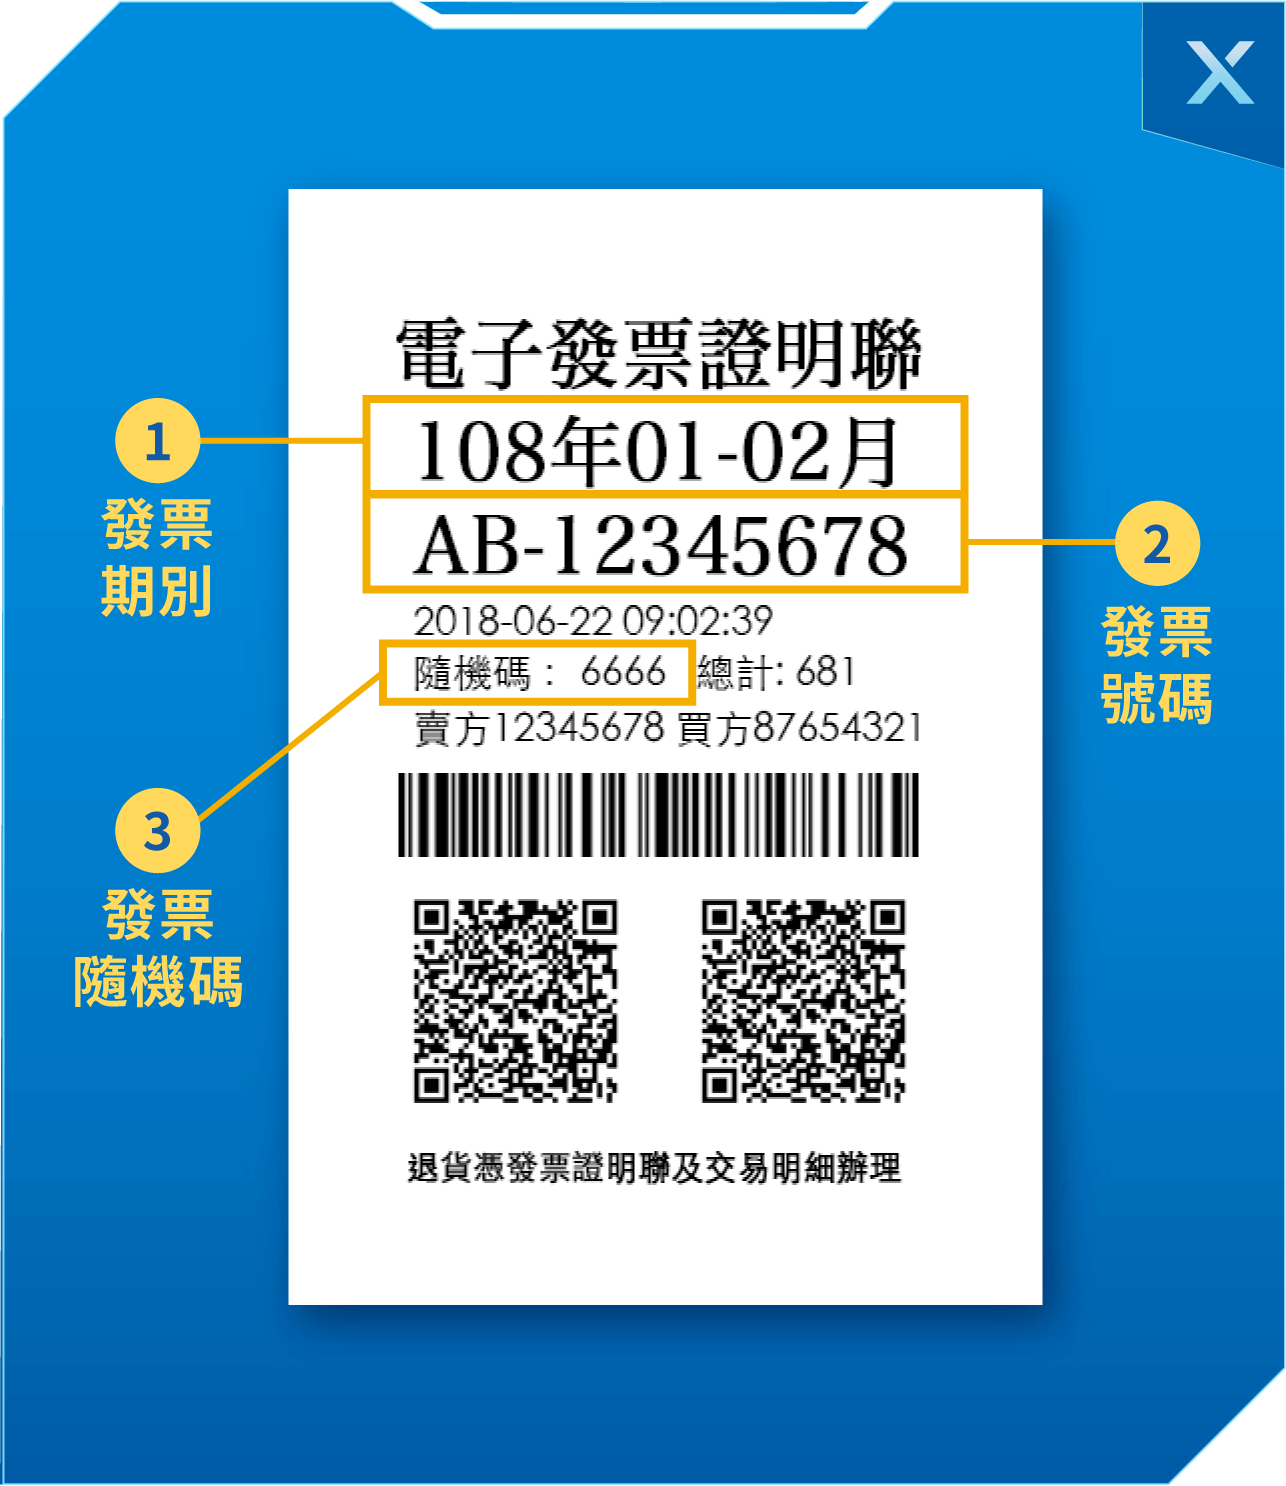 電子發票證明聯
108年01-02月
AB-12345678
2018-06-22 09:02:39
隨機碼： 6666 總計: 681
賣方12345678 買方87654321
退貨憑發票證明聯及交易明細辦理
1
發票
期別
2
發票
號碼
3
發票
隨機碼